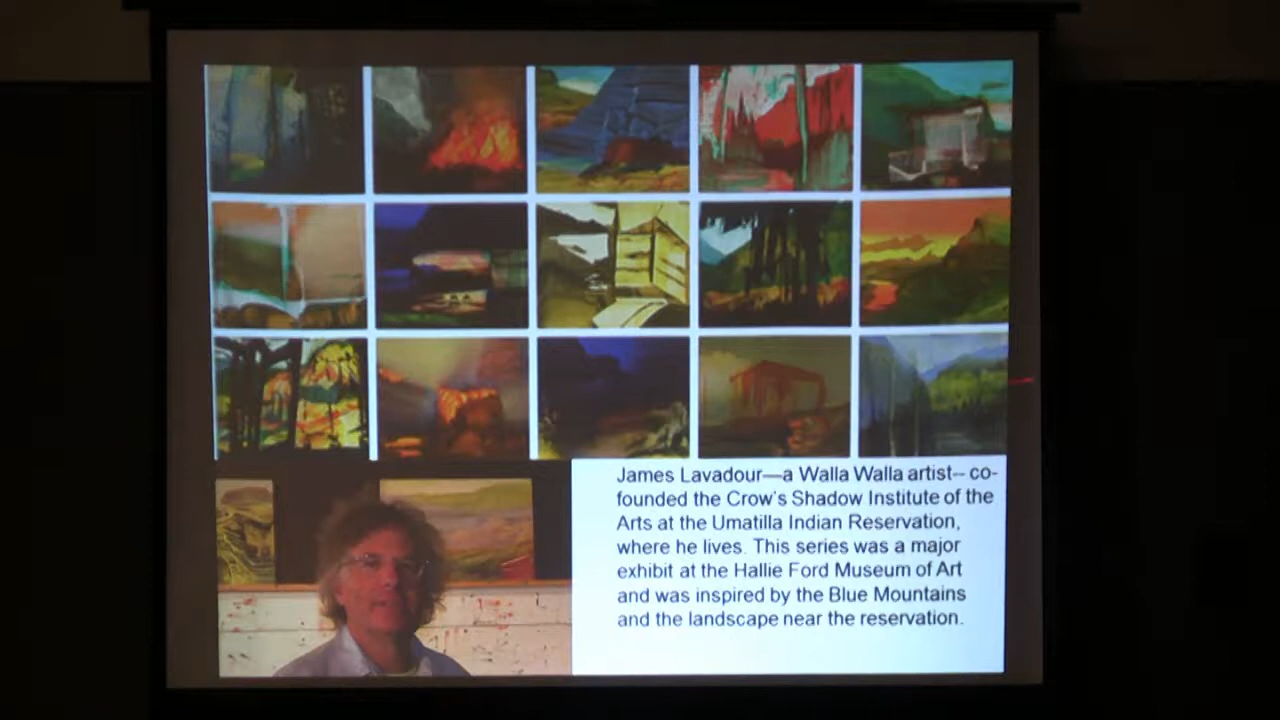 James Lavadour—a Walla Walla artist-- co-
founded the Crow's Shadow Institute of the
Arts at the Umatilla Indian Reservation,
where he lives. This series was a major
exhibit at the Hallie Ford Museum of Art
and was inspired by the Blue Mountains
and the landscape near the reservation.